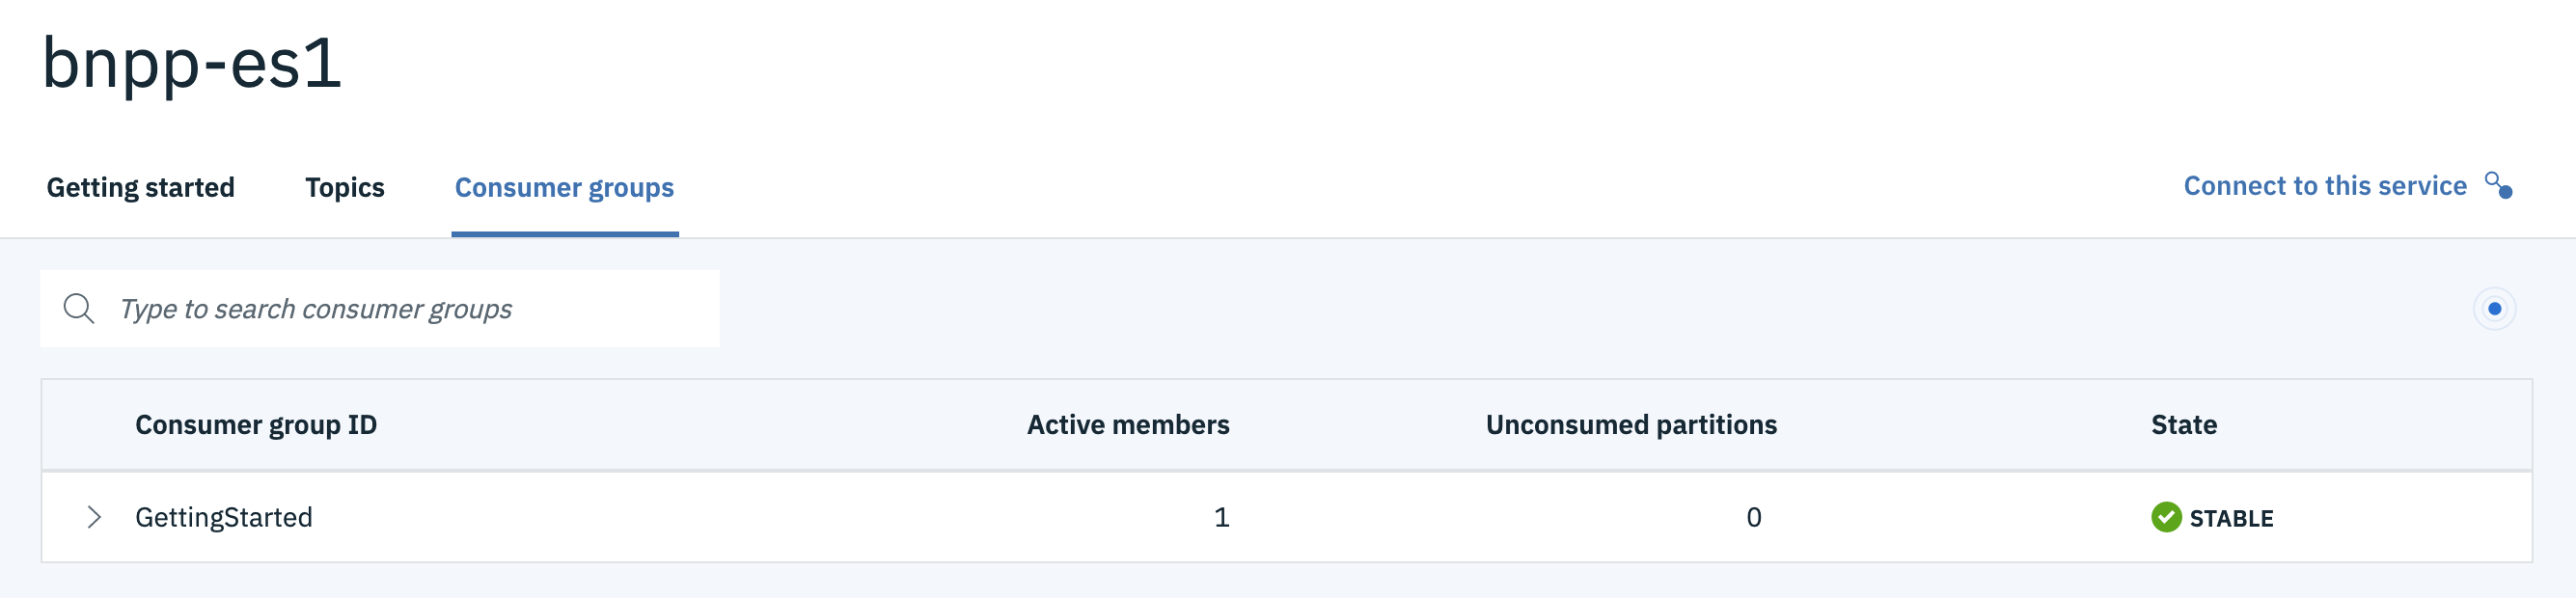 bnpp-es1
Getting started Topics Consumer groups Connect to this service
Type to search consumer groups
Consumer group ID Active members Unconsumed partitions State
GettingStarted 1 0 STABLE